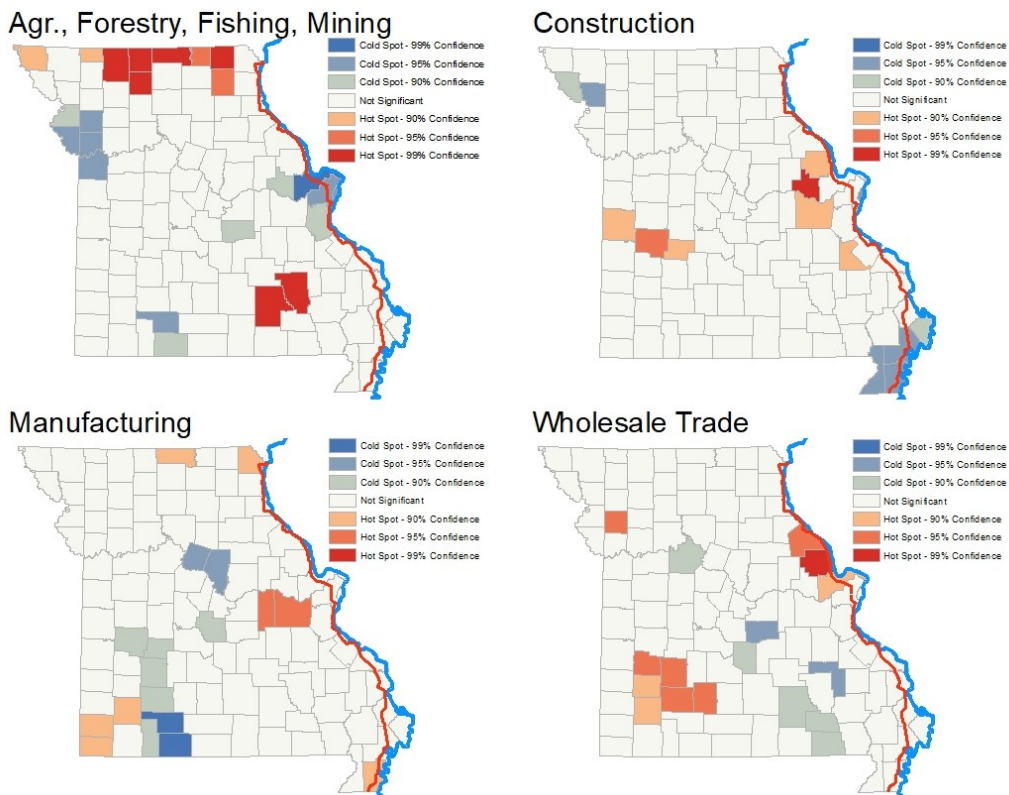 Agr., Forestry, Fishing, Mining
Cold Spot - 99% Confidence
Cold Spot - 95% Confidence
Cold Spot - 90% Confidence
Not Significant
Hot Spot - 90% Confidence
Hot Spot - 95% Confidence
Hot Spot - 99% Confidence
Construction
Cold Spot - 99% Confidence
Cold Spot - 95% Confidence
Cold Spot - 90% Confidence
Not Significant
Hot Spot - 90% Confidence
Hot Spot - 95% Confidence
Hot Spot - 99% Confidence
Manufacturing
Cold Spot - 99% Confidence
Cold Spot - 95% Confidence
Cold Spot - 90% Confidence
Not Significant
Hot Spot - 90% Confidence
Hot Spot - 95% Confidence
Hot Spot - 99% Confidence
Wholesale Trade
Cold Spot - 99% Confidence
Cold Spot - 95% Confidence
Cold Spot - 90% Confidence
Not Significant
Hot Spot - 90% Confidence
Hot Spot - 95% Confidence
Hot Spot - 99% Confidence